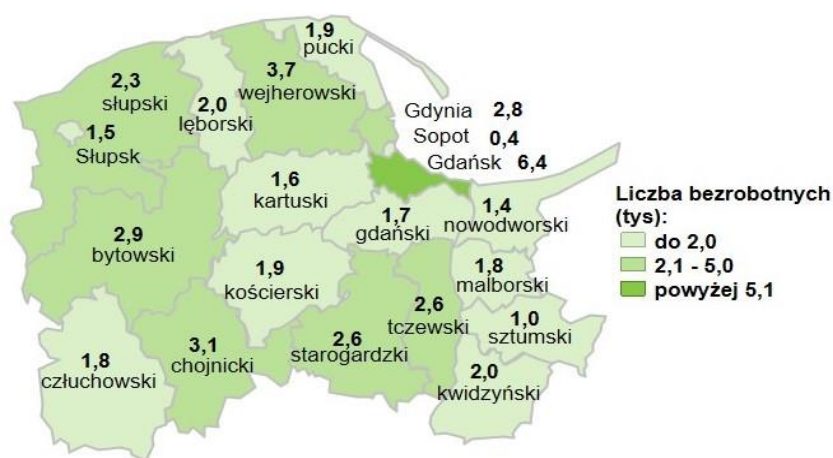 1,9
pucki
2,3
słupski
3,7
wejherowski
2,0
lęborski
Gdynia 2,8
Sopot 0,4
Gdańsk 6,4
1,5
Słupsk
1,6
kartuski
1,7
gdański
1,4
nowodworski
2,9
bytowski
1,9
kościerski
1,8
malborski
2,6
tczewski
1,0
sztumski
1,8
człuchowski
3,1
chojnicki
2,6
starogardzki
2,0
kwidzyński
Liczba bezrobotnych
(tys):
do 2,0
2,1 - 5,0
powyżej 5,1